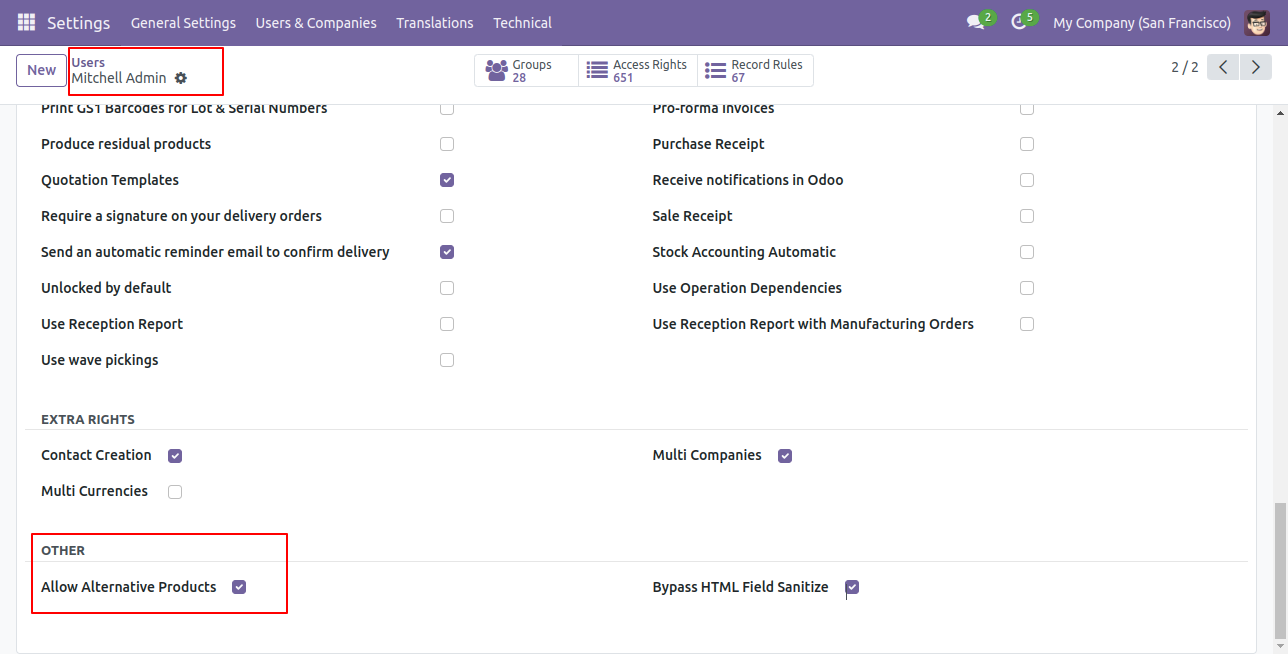 Settings General Settings Users & Companies Translations Technical 2 5 My Company (San Francisco)
New Users Mitchell Admin Groups 28 Access Rights 651 Record Rules 67 2 / 2
Print GS1 Barcodes for Lot & Serial Numbers Pro-forma Invoices
Produce residual products Purchase Receipt
Quotation Templates Receive notifications in Odoo
Require a signature on your delivery orders Sale Receipt
Send an automatic reminder email to confirm delivery Stock Accounting Automatic
Unlocked by default Use Operation Dependencies
Use Reception Report Use Reception Report with Manufacturing Orders
Use wave pickings
EXTRA RIGHTS
Contact Creation Multi Companies
Multi Currencies
OTHER
Allow Alternative Products Bypass HTML Field Sanitize